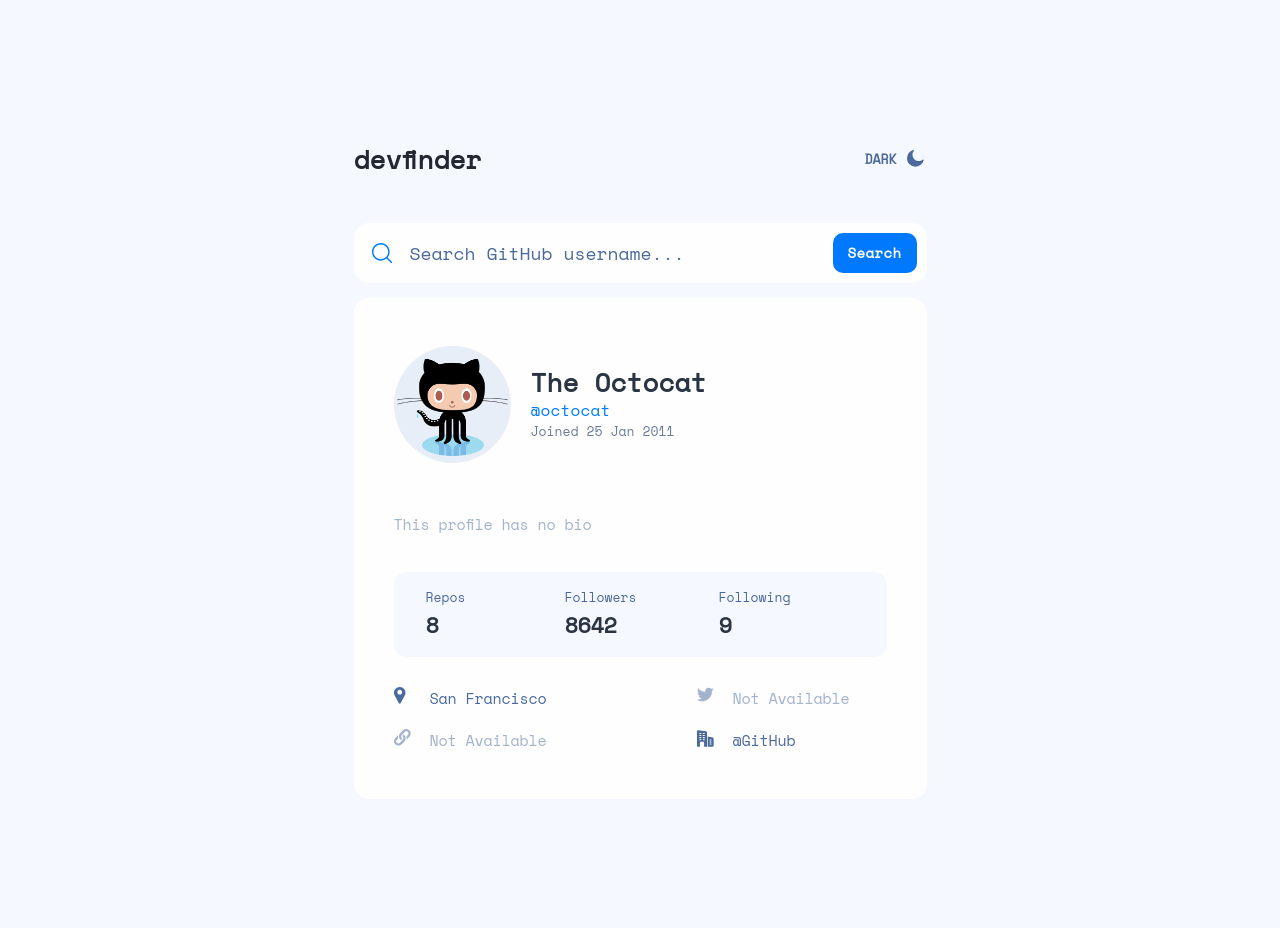 devfinder
DARK
Search GitHub username...
Search
The Octocat
@octocat
Joined 25 Jan 2011
This profile has no bio
Repos Followers Following
8 8642 9
San Francisco Not Available
Not Available @GitHub